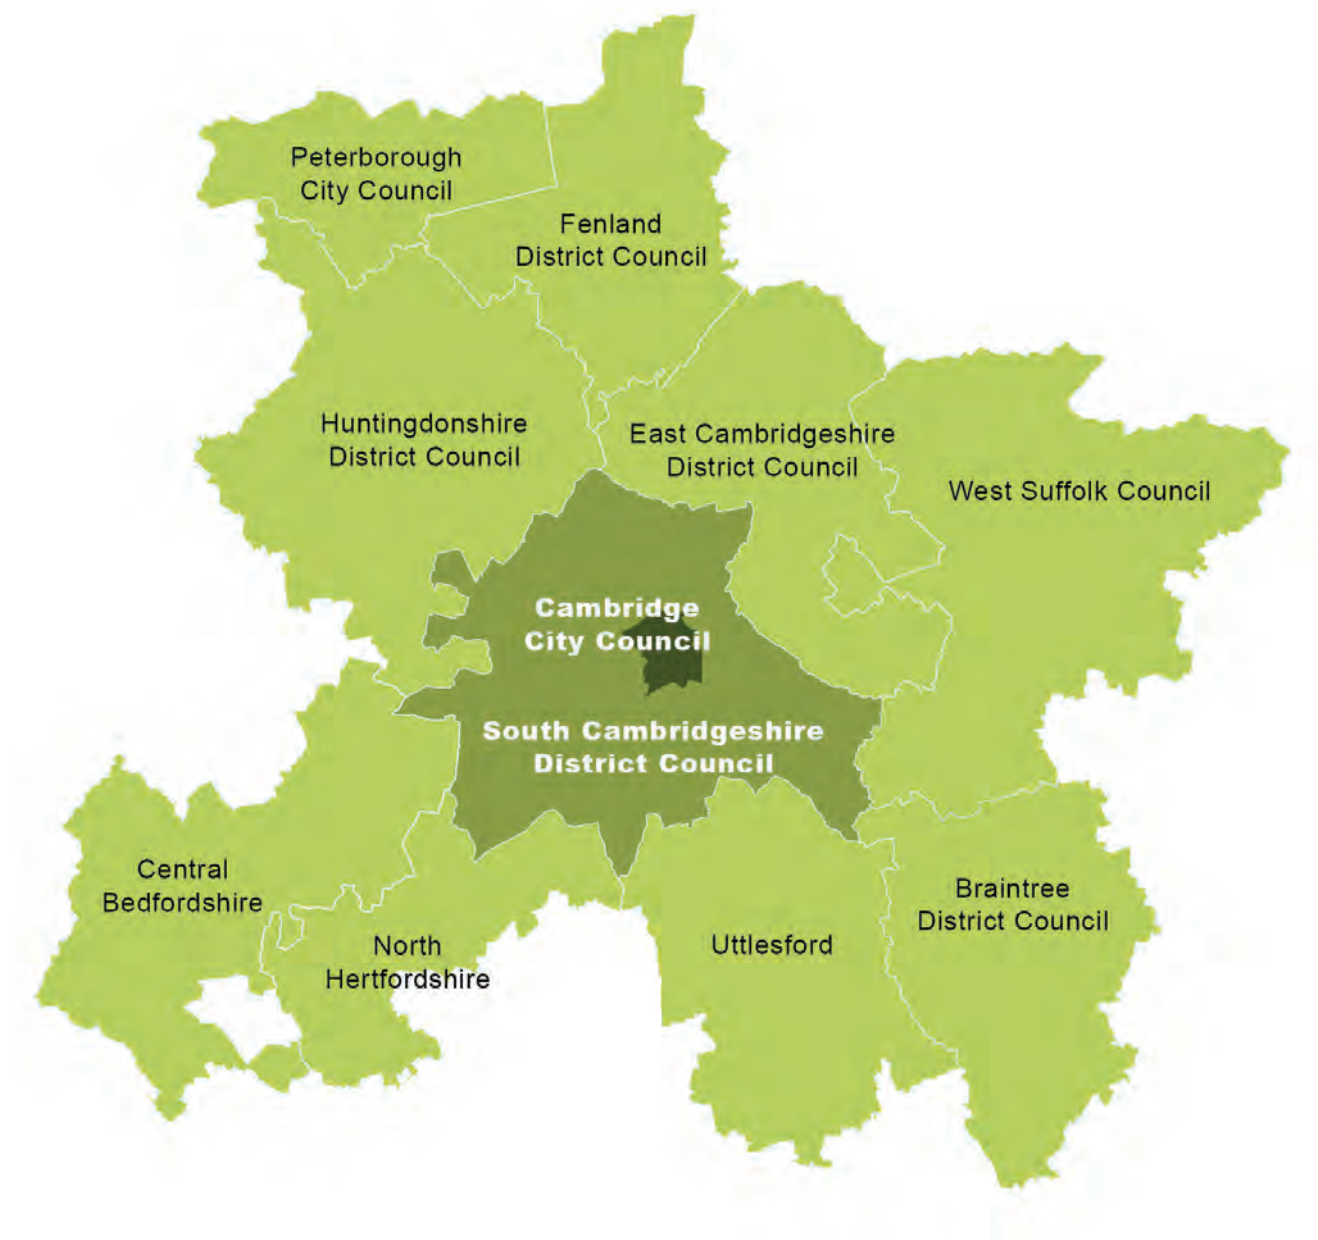 Peterborough
City Council
Fenland
District Council
Huntingdonshire
District Council
East Cambridgeshire
District Council
West Suffolk Council
Cambridge
City Council
South Cambridgeshire
District Council
Central
Bedfordshire
North
Hertfordshire
Uttlesford
Braintree
District Council